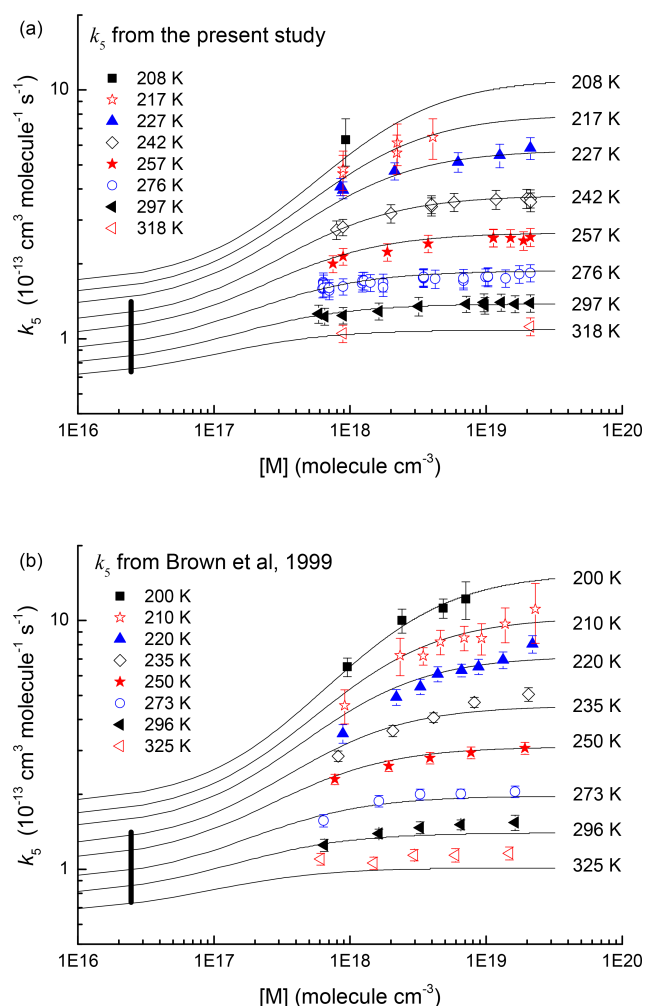 (a) k₅ from the present study
208 K
217 K
227 K
242 K
257 K
276 K
297 K
318 K
208 K
217 K
227 K
242 K
257 K
276 K
297 K
318 K
10
1
k₅ (10⁻¹³ cm³ molecule⁻¹ s⁻¹)
1E16 1E17 1E18 1E19 1E20
[M] (molecule cm⁻³)
(b) k₅ from Brown et al, 1999
200 K
210 K
220 K
235 K
250 K
273 K
296 K
325 K
200 K
210 K
220 K
235 K
250 K
273 K
296 K
325 K
10
1
k₅ (10⁻¹³ cm³ molecule⁻¹ s⁻¹)
1E16 1E17 1E18 1E19 1E20
[M] (molecule cm⁻³)